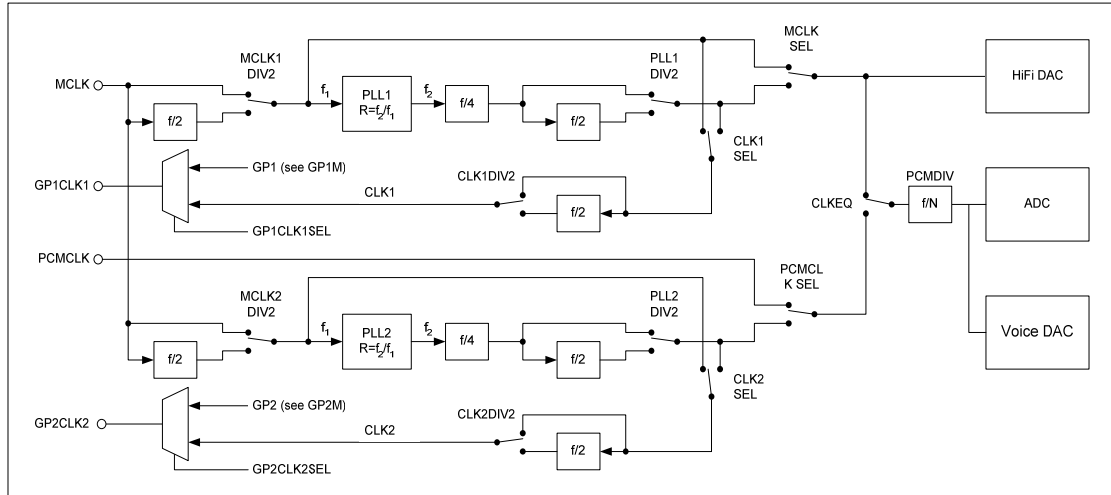 MCLK
SEL
MCLK1
DIV2
PLL1
DIV2
MCLK
f1
PLL1
R=f2/f1
f2
f/4
f/2
f/2
HiFi DAC
CLK1
SEL
GP1 (see GP1M)
GP1CLK1
CLK1
CLK1DIV2
f/2
GP1CLK1SEL
CLKEQ
PCMDIV
f/N
ADC
PCMCLK
PCMCL
K SEL
MCLK2
DIV2
PLL2
DIV2
f1
PLL2
R=f2/f1
f2
f/4
f/2
f/2
Voice DAC
CLK2
SEL
GP2 (see GP2M)
GP2CLK2
CLK2
CLK2DIV2
f/2
GP2CLK2SEL